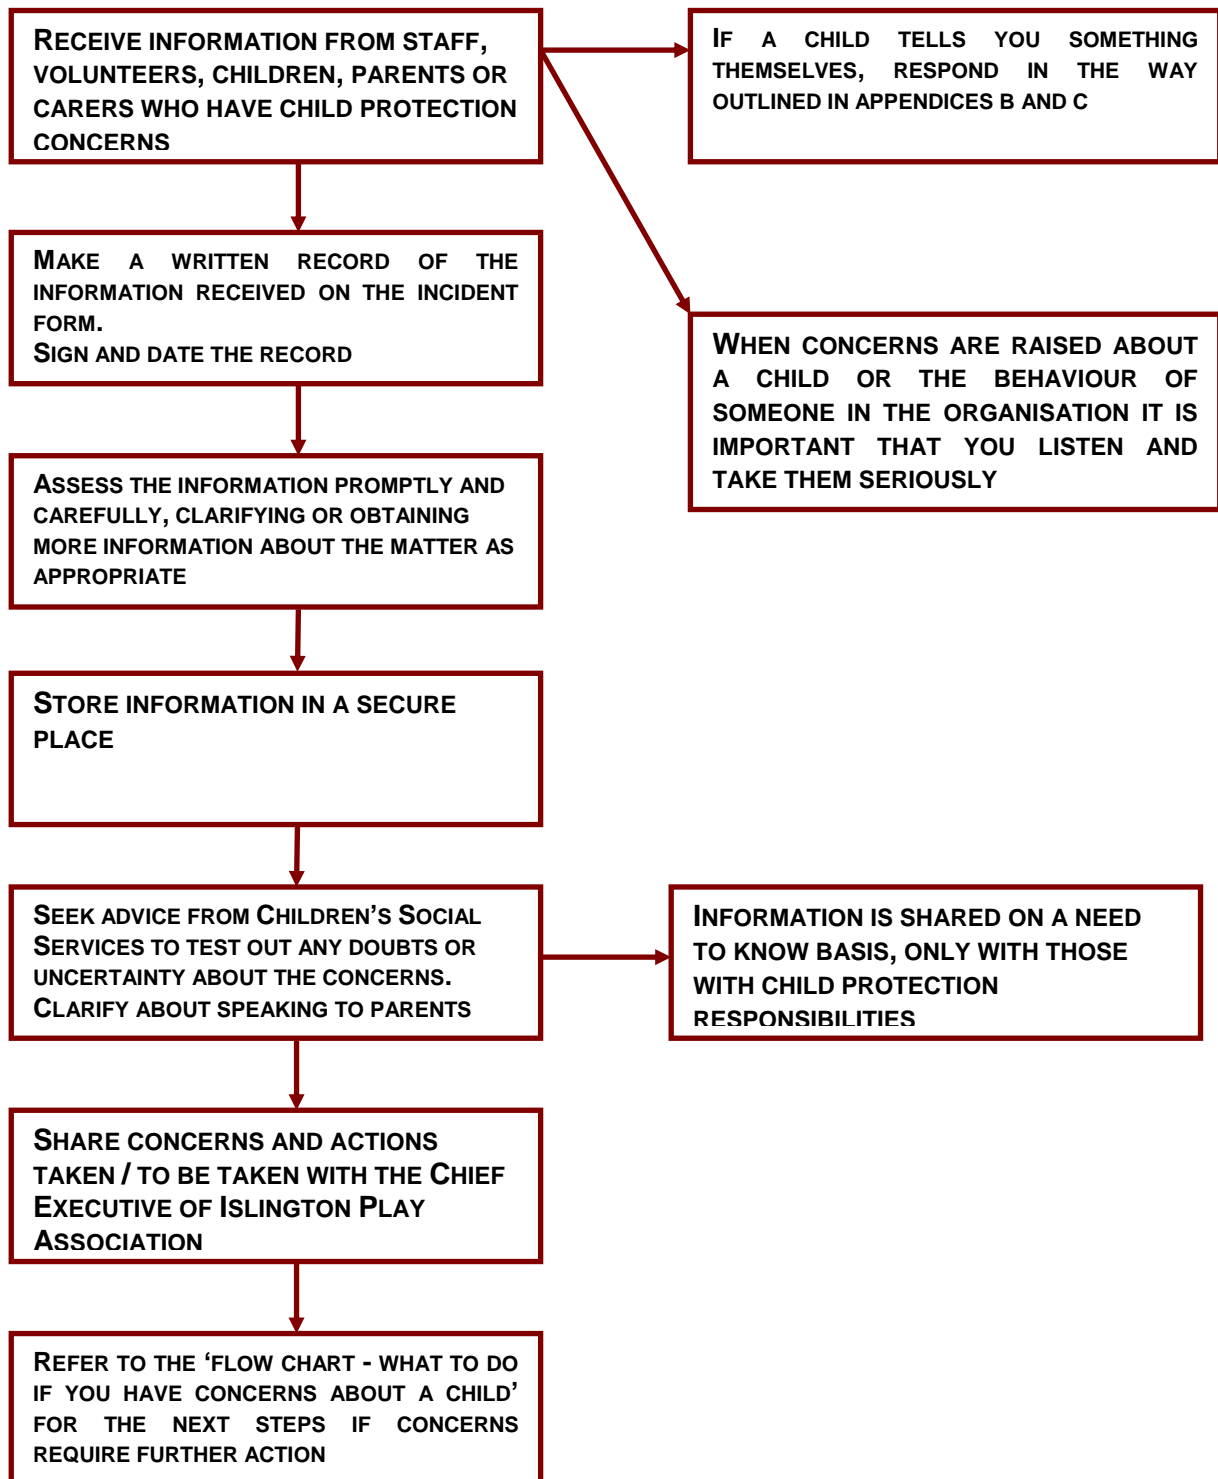 RECEIVE INFORMATION FROM STAFF,
VOLUNTEERS, CHILDREN, PARENTS OR
CARERS WHO HAVE CHILD PROTECTION
CONCERNS
IF A CHILD TELLS YOU SOMETHING
THEMSELVES, RESPOND IN THE WAY
OUTLINED IN APPENDICES B AND C
MAKE A WRITTEN RECORD OF THE
INFORMATION RECEIVED ON THE INCIDENT
FORM.
SIGN AND DATE THE RECORD
WHEN CONCERNS ARE RAISED ABOUT
A CHILD OR THE BEHAVIOUR OF
SOMEONE IN THE ORGANISATION IT IS
IMPORTANT THAT YOU LISTEN AND
TAKE THEM SERIOUSLY
ASSESS THE INFORMATION PROMPTLY AND
CAREFULLY, CLARIFYING OR OBTAINING
MORE INFORMATION ABOUT THE MATTER AS
APPROPRIATE
STORE INFORMATION IN A SECURE
PLACE
SEEK ADVICE FROM CHILDREN’S SOCIAL
SERVICES TO TEST OUT ANY DOUBTS OR
UNCERTAINTY ABOUT THE CONCERNS.
CLARIFY ABOUT SPEAKING TO PARENTS
INFORMATION IS SHARED ON A NEED
TO KNOW BASIS, ONLY WITH THOSE
WITH CHILD PROTECTION
RESPONSIBILITIES
SHARE CONCERNS AND ACTIONS
TAKEN / TO BE TAKEN WITH THE CHIEF
EXECUTIVE OF ISLINGTON PLAY
ASSOCIATION
REFER TO THE ‘FLOW CHART - WHAT TO DO
IF YOU HAVE CONCERNS ABOUT A CHILD’
FOR THE NEXT STEPS IF CONCERNS
REQUIRE FURTHER ACTION